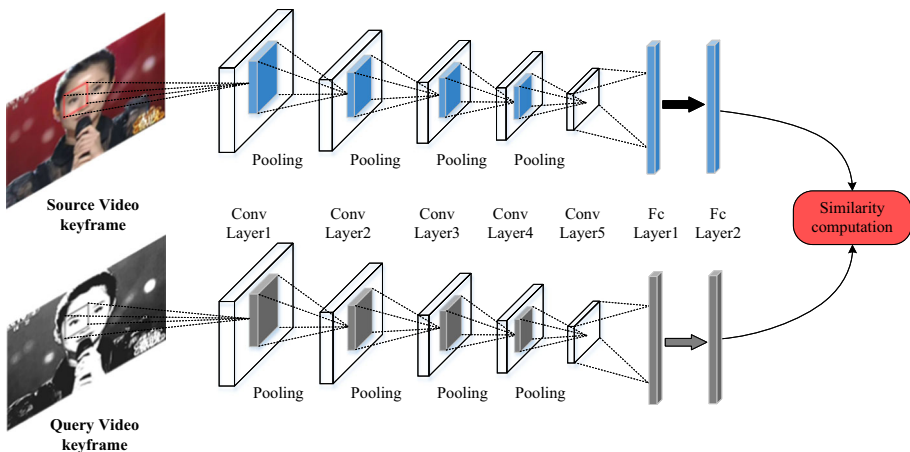 Pooling Pooling Pooling Pooling
Source Video
keyframe
Conv Conv Conv Conv Conv Fc Fc
Layer1 Layer2 Layer3 Layer4 Layer5 Layer1 Layer2
Similarity
computation
Pooling Pooling Pooling Pooling
Query Video
keyframe